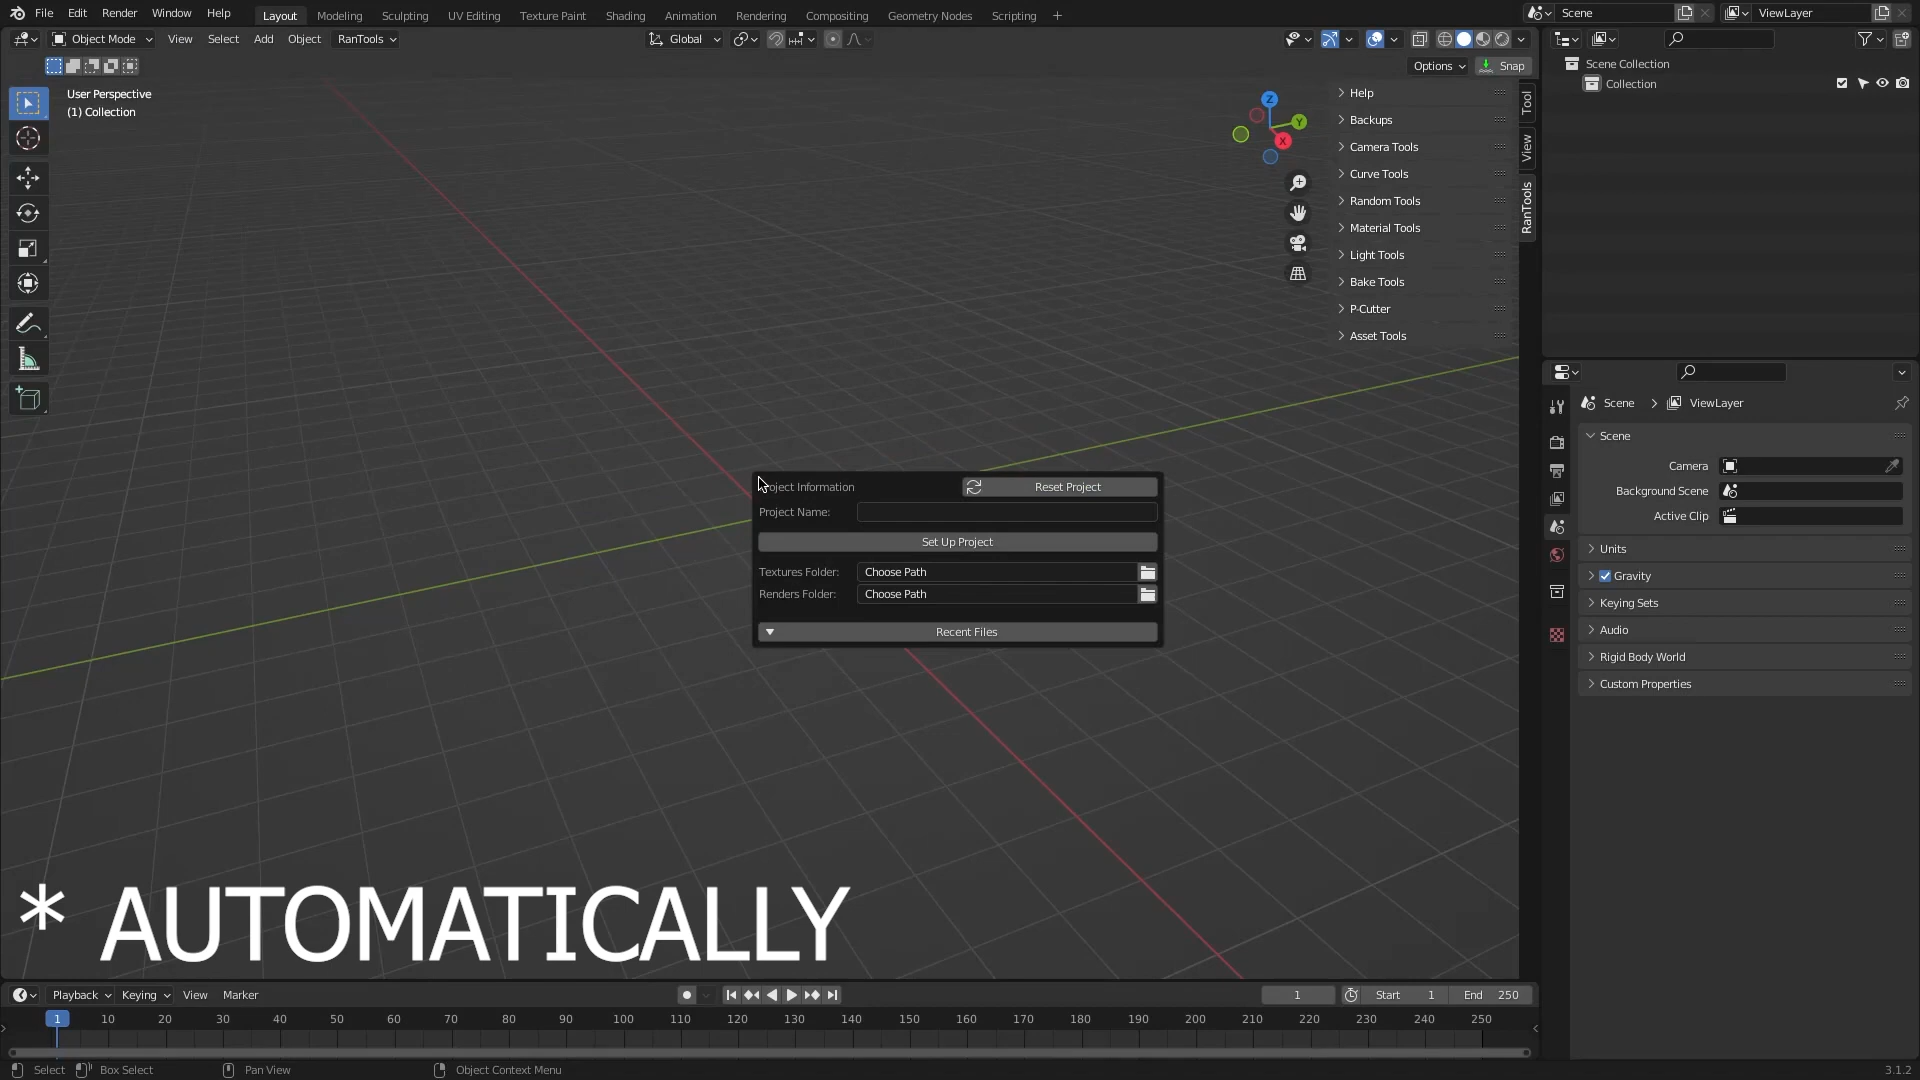 File Edit Render Window Help Layout Modeling Sculpting UV Editing Texture Paint Shading Animation Rendering Compositing Geometry Nodes Scripting + Scene ViewLayer
Object Mode View Select Add Object RanTools Global
Options Snap
User Perspective
(1) Collection
Z
Y
X
Help
Backups
Camera Tools
Curve Tools
Random Tools
Material Tools
Light Tools
Bake Tools
P-Cutter
Asset Tools
Tool
View
RanTools
Scene Collection
Collection
Scene > ViewLayer
Scene
Camera
Background Scene
Active Clip
Units
Gravity
Keying Sets
Audio
Rigid Body World
Custom Properties
oject Information Reset Project
Project Name:
Set Up Project
Textures Folder: Choose Path
Renders Folder: Choose Path
Recent Files
* AUTOMATICALLY
Playback Keying View Marker 1 Start 1 End 250
1 10 20 30 40 50 60 70 80 90 100 110 120 130 140 150 160 170 180 190 200 210 220 230 240 250
Select Box Select Pan View Object Context Menu 3.1.2